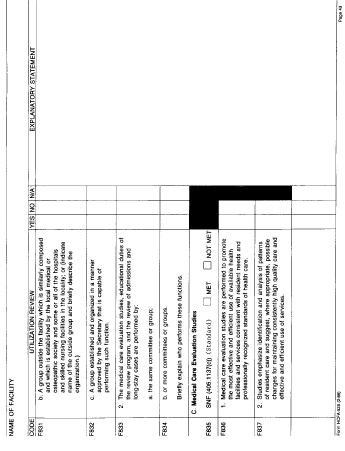 NAME OF FACILITY
CODE UTILIZATION REVIEW YES NO N/A EXPLANATORY STATEMENT
F831 b. A group outside the facility which is similarly composed
and which is established by the local medical or
osteopathic society and some or all of the hospitals
and skilled nursing facilities in the locality; or (indicate
name of the outside group and briefly describe the
organization.)
F832 c. A group established and organized in a manner
approved by the Secretary that is capable of
performing such function.
F833 2. The medical care evaluation studies, educational duties of
the review program, and the review of admissions and
long-stay cases are performed by:
a. the same committee or group;
F834 b. or more committees or groups.
Briefly explain who performs these functions.
C. Medical Care Evaluation Studies
F835 SNF (405.1137(b)) (Standard) MET NOT MET
F836 1. Medical care evaluation studies are performed to promote
the most effective and efficient use of available health
facilities and services consistent with resident needs and
professionally recognized standards of health care.
F837 2. Studies emphasize identification and analysis of patterns
of resident care and suggest, where appropriate, possible
changes for maintaining consistently high quality care and
effective and efficient use of services.
Page 43